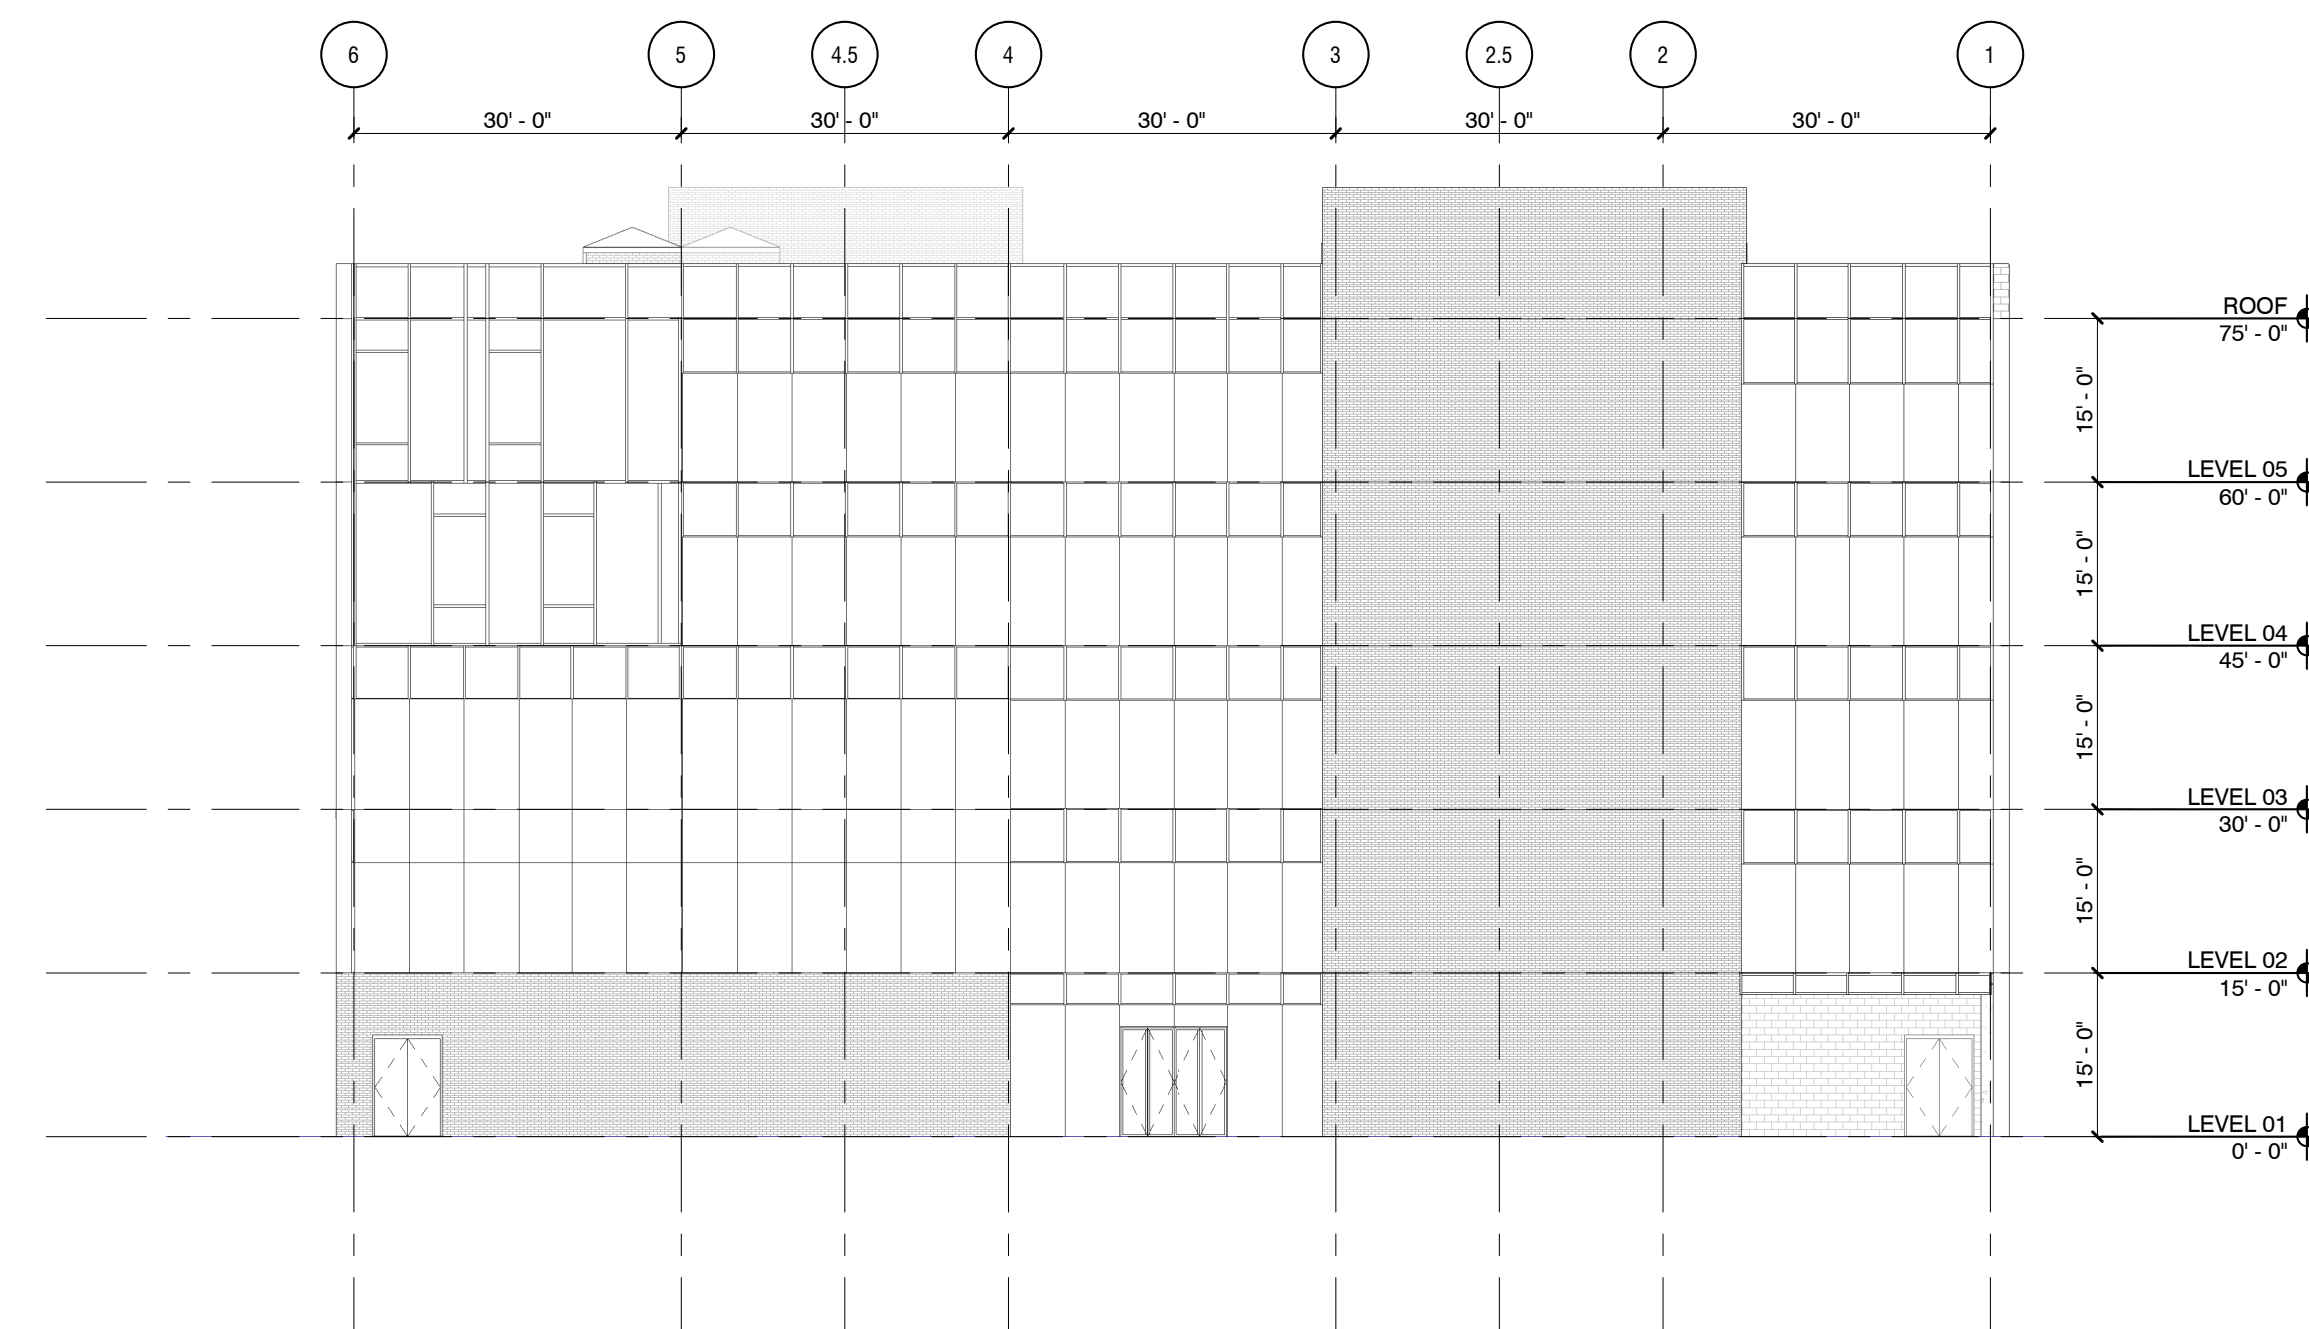 6 5 4.5 4 3 2.5 2 1
30' - 0" 30' - 0" 30' - 0" 30' - 0" 30' - 0"
ROOF
75' - 0"
15' - 0"
LEVEL 05
60' - 0"
15' - 0"
LEVEL 04
45' - 0"
15' - 0"
LEVEL 03
30' - 0"
15' - 0"
LEVEL 02
15' - 0"
15' - 0"
LEVEL 01
0' - 0"